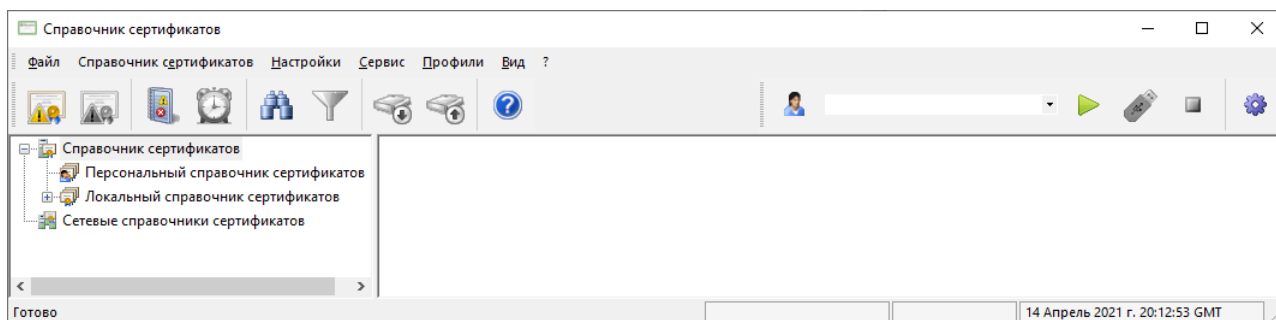 Справочник сертификатов
Файл Справочник сертификатов Настройки Сервис Профили Вид ?
Справочник сертификатов
Персональный справочник сертификатов
Локальный справочник сертификатов
Сетевые справочники сертификатов
Готово 14 Апрель 2021 г. 20:12:53 GMT